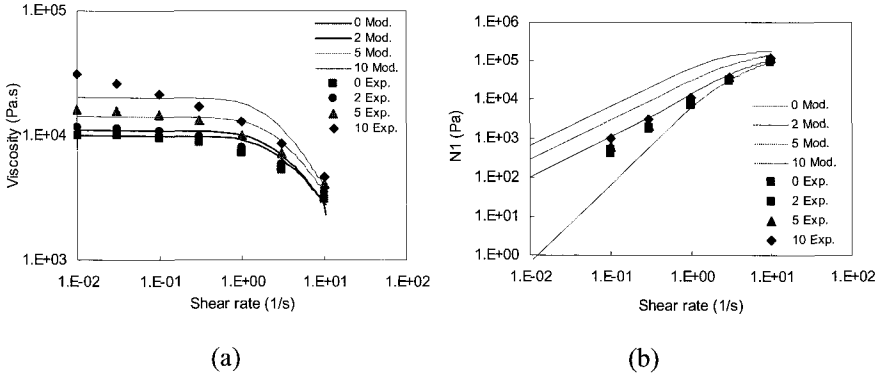 1.E+05
1.E+04
1.E+03
Viscosity (Pa.s)
0 Mod.
2 Mod.
5 Mod.
10 Mod.
0 Exp.
2 Exp.
5 Exp.
10 Exp.
1.E-02 1.E-01 1.E+00 1.E+01 1.E+02
Shear rate (1/s)
(a)
1.E+06
1.E+05
1.E+04
1.E+03
1.E+02
1.E+01
1.E+00
N1 (Pa)
0 Mod.
2 Mod.
5 Mod.
10 Mod.
0 Exp.
2 Exp.
5 Exp.
10 Exp.
1.E-02 1.E-01 1.E+00 1.E+01 1.E+02
Shear rate (1/s)
(b)